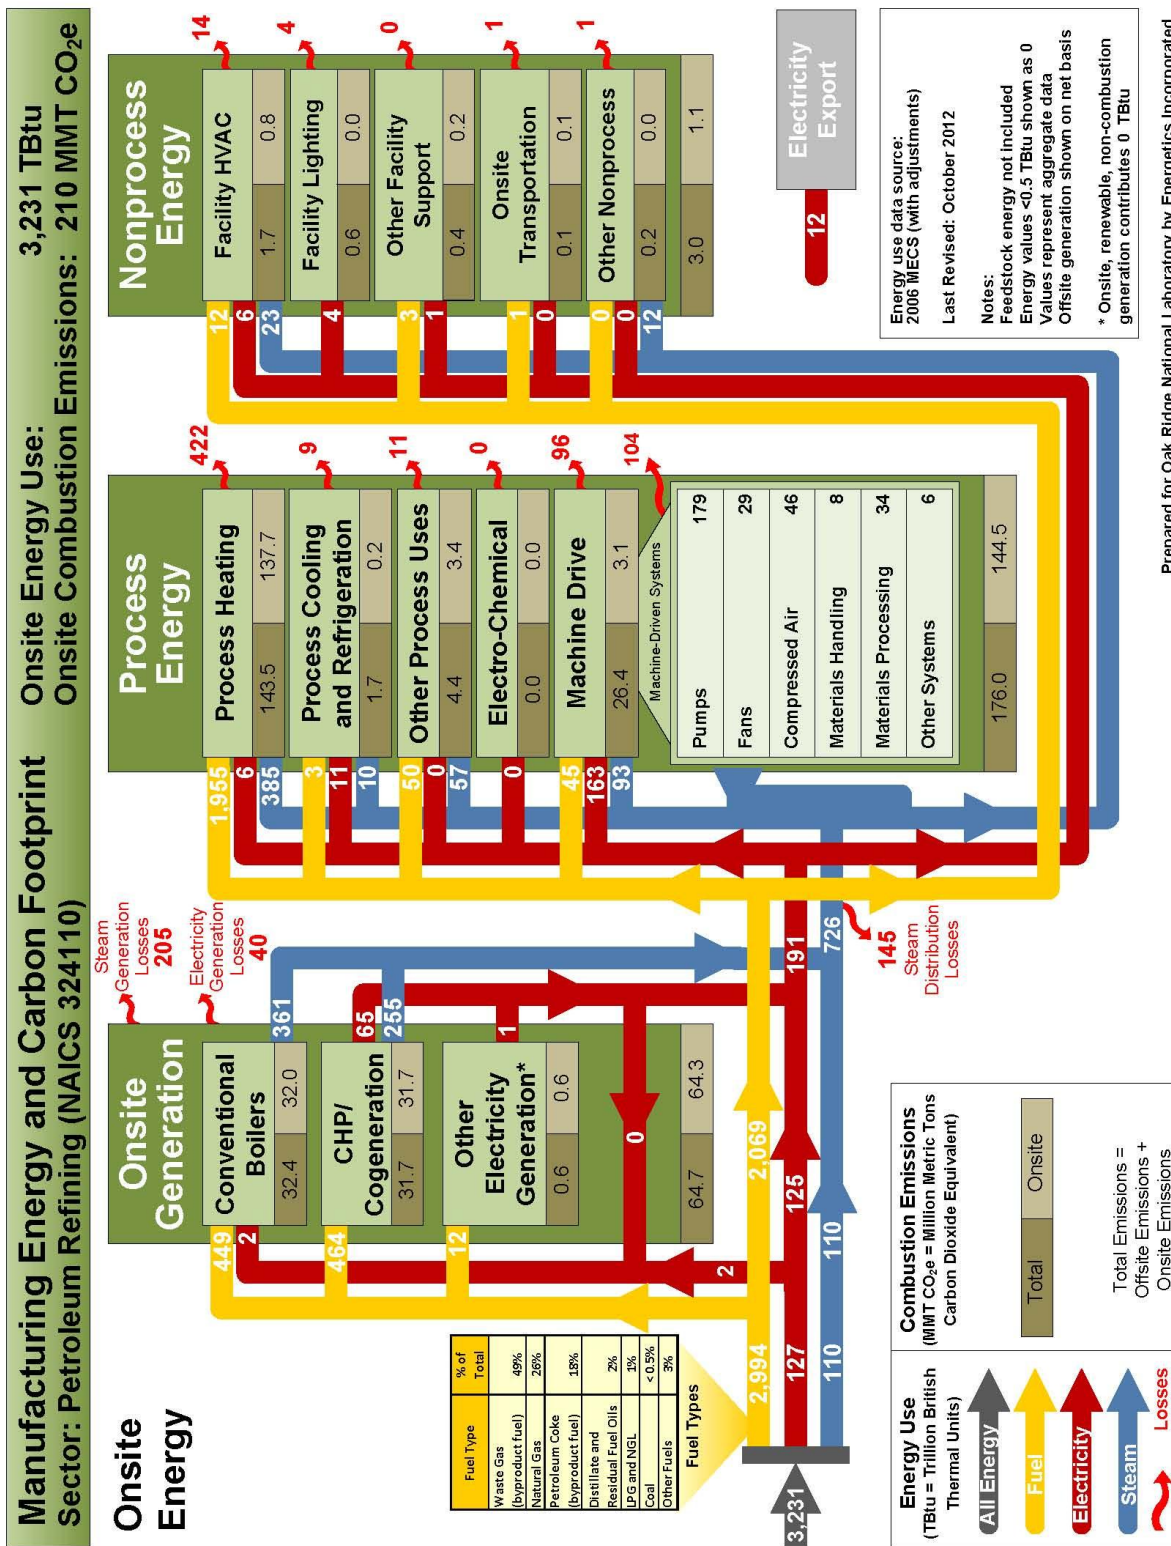 Manufacturing Energy and Carbon Footprint
Sector: Petroleum Refining (NAICS 324110)
Onsite Energy Use: 3,231 TBtu
Onsite Combustion Emissions: 210 MMT CO₂e
Onsite
Energy
Fuel Type
% of
Total
Waste Gas
(byproduct fuel) 49%
Natural Gas 26%
Petroleum Coke
(byproduct fuel) 18%
Distillate and
Residual Fuel Oils 2%
LPG and NGL 1%
Coal < 0.5%
Other Fuels 3%
Fuel Types
3,231
2,994
127
110
2
2,069
125
110
0
Onsite
Generation
449
2
Conventional
Boilers
32.4 32.0
361
464
CHP/
Cogeneration
31.7 31.7
65
255
12
Other
Electricity
Generation*
0.6 0.6
1
64.7 64.3
Steam
Generation
Losses
205
Electricity
Generation
Losses
40
191
726
145
Steam
Distribution
Losses
Process
Energy
1,955
6
385
Process Heating
143.5 137.7
422
3
11
10
Process Cooling
and Refrigeration
1.7 0.2
9
50
0
57
Other Process Uses
4.4 3.4
11
0
Electro-Chemical
0.0 0.0
0
45
163
93
Machine Drive
26.4 3.1
96
Machine-Driven Systems
104
Pumps 179
Fans 29
Compressed Air 46
Materials Handling 8
Materials Processing 34
Other Systems 6
176.0 144.5
Nonprocess
Energy
12
6
23
Facility HVAC
1.7 0.8
14
4
Facility Lighting
0.6 0.0
4
3
1
Other Facility
Support
0.4 0.2
0
1
0
Onsite
Transportation
0.1 0.1
1
0
0
12
Other Nonprocess
0.2 0.0
1
3.0 1.1
12
Electricity
Export
Energy Use
(TBtu = Trillion British
Thermal Units)
All Energy
Fuel
Electricity
Steam
Losses
Combustion Emissions
(MMT CO₂e = Million Metric Tons
Carbon Dioxide Equivalent)
Total Onsite
Total Emissions =
Offsite Emissions +
Onsite Emissions
Energy use data source:
2006 MECS (with adjustments)
Last Revised: October 2012
Notes:
Feedstock energy not included
Energy values <0.5 TBtu shown as 0
Values represent aggregate data
Offsite generation shown on net basis
* Onsite, renewable, non-combustion
generation contributes 0 TBtu
Prepared for Oak Ridge National Laboratory by Energetics Incorporated